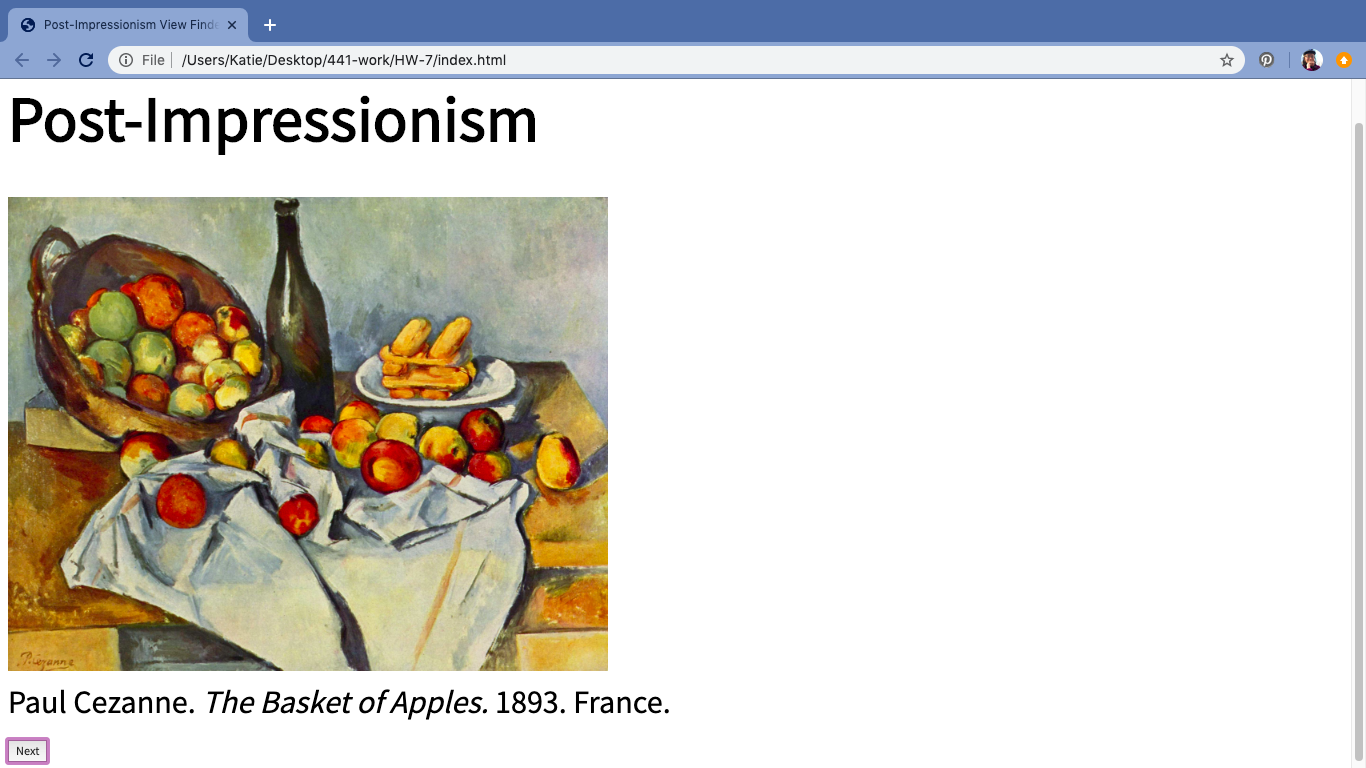 Post-Impressionism View Finde
File /Users/Katie/Desktop/441-work/HW-7/index.html
Post-Impressionism
P. Cezanne
Paul Cezanne. The Basket of Apples. 1893. France.
Next